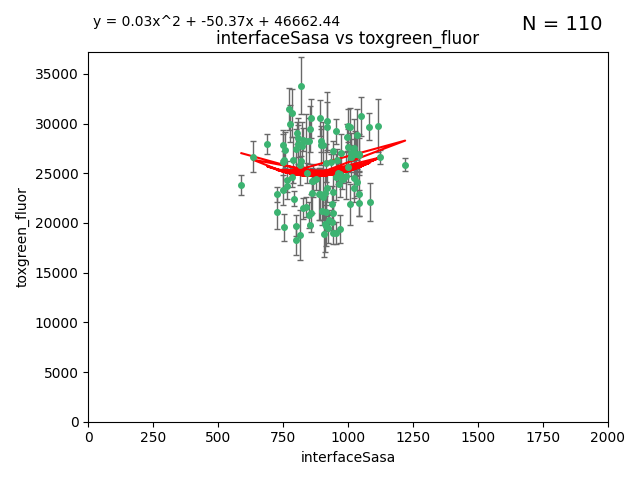 y = 0.03x^2 + -50.37x + 46662.44
N = 110
interfaceSasa vs toxgreen_fluor
35000
30000
25000
20000
15000
10000
5000
0
toxgreen_fluor
0 250 500 750 1000 1250 1500 1750 2000
interfaceSasa